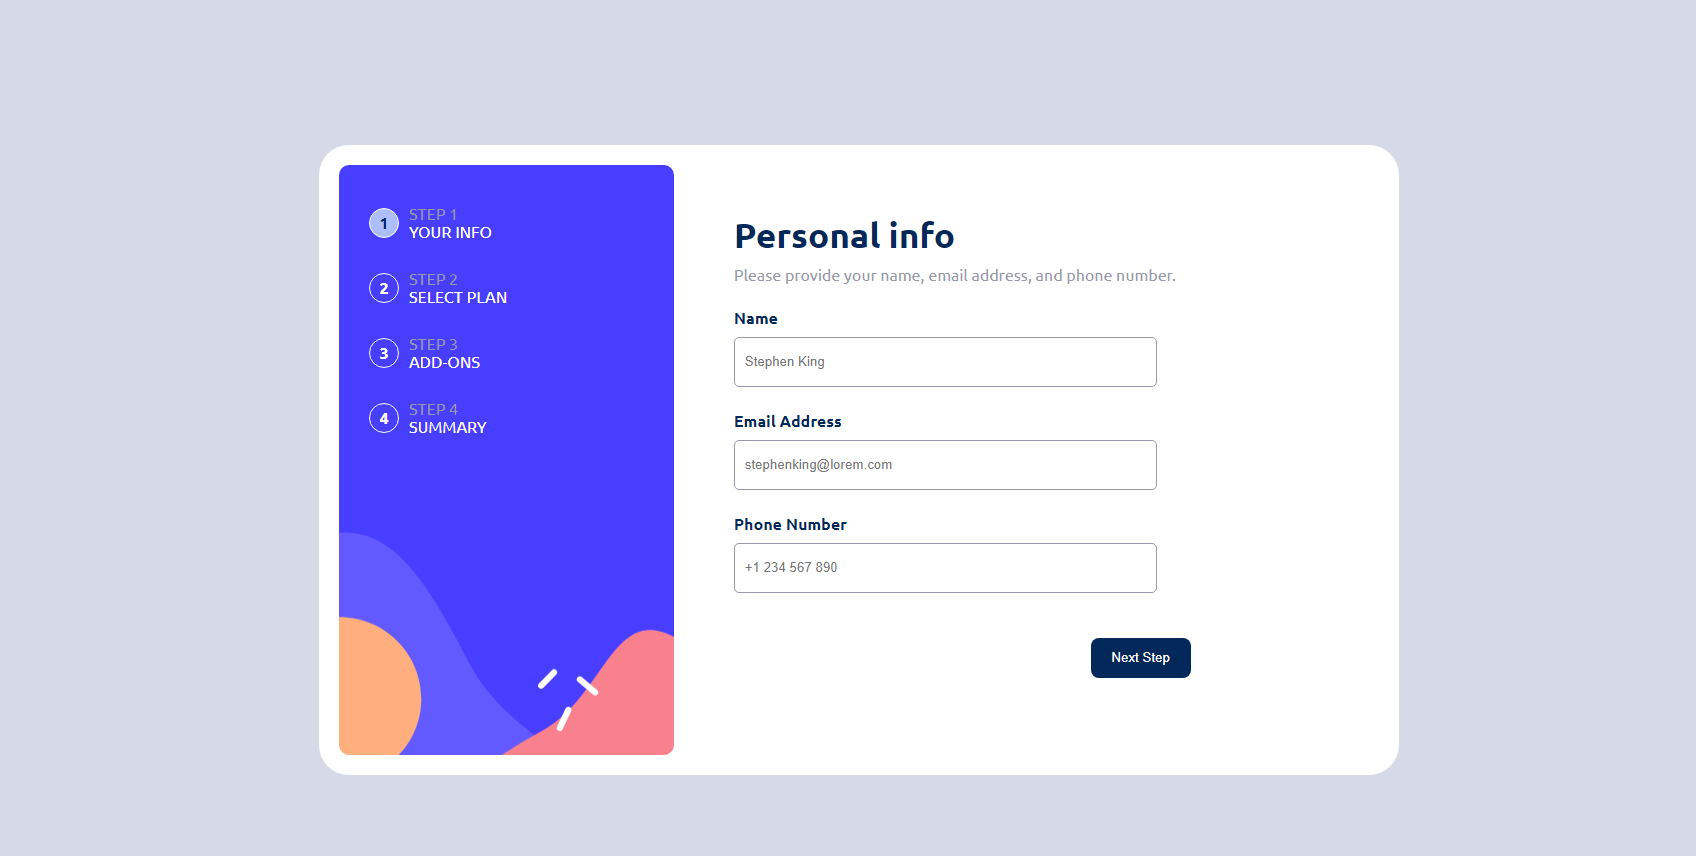 1
STEP 1
YOUR INFO
2
STEP 2
SELECT PLAN
3
STEP 3
ADD-ONS
4
STEP 4
SUMMARY
Personal info
Please provide your name, email address, and phone number.
Name
Stephen King
Email Address
stephenking@lorem.com
Phone Number
+1 234 567 890
Next Step